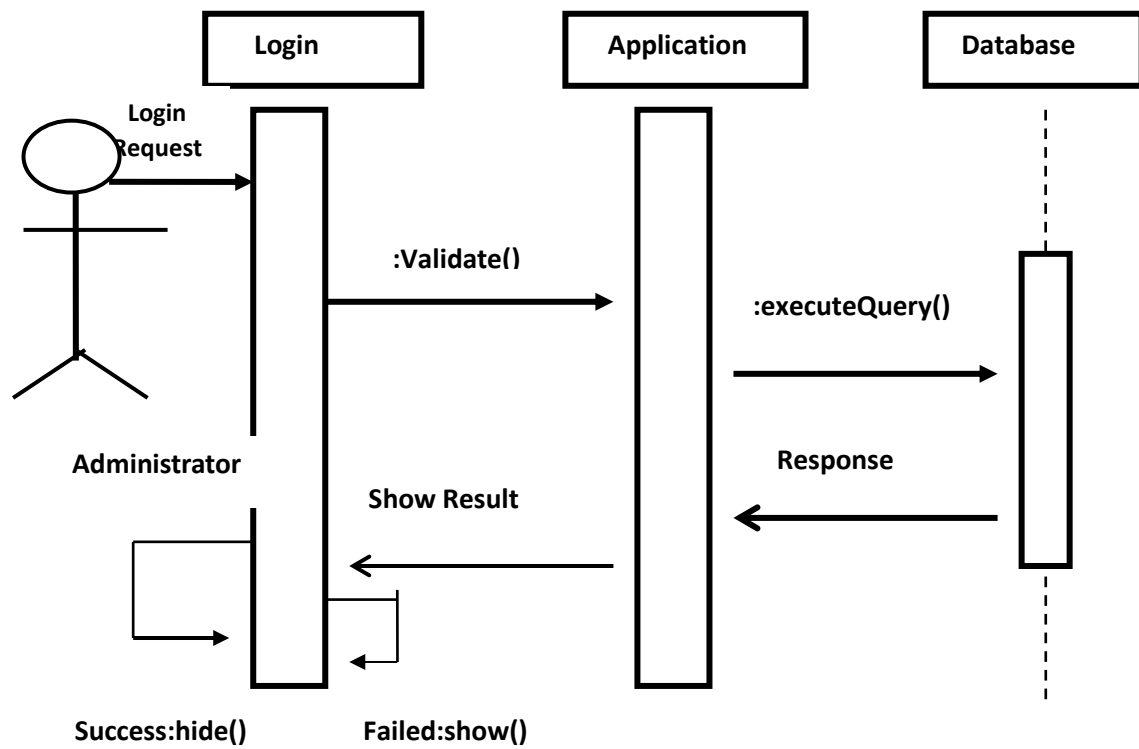 Login
Application
Database
Login
Request
:Validate()
:executeQuery()
Administrator
Response
Show Result
Success:hide()
Failed:show()